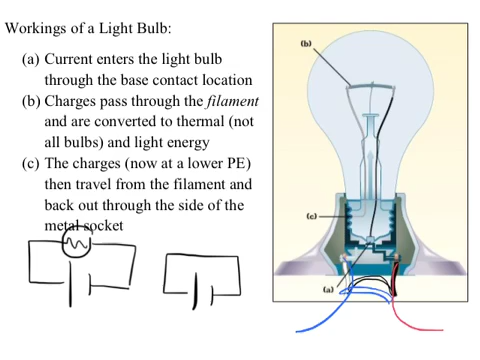 Workings of a Light Bulb:
(a) Current enters the light bulb
through the base contact location
(b) Charges pass through the filament
and are converted to thermal (not
all bulbs) and light energy
(c) The charges (now at a lower PE)
then travel from the filament and
back out through the side of the
metal socket
(b)
(c)
(a)